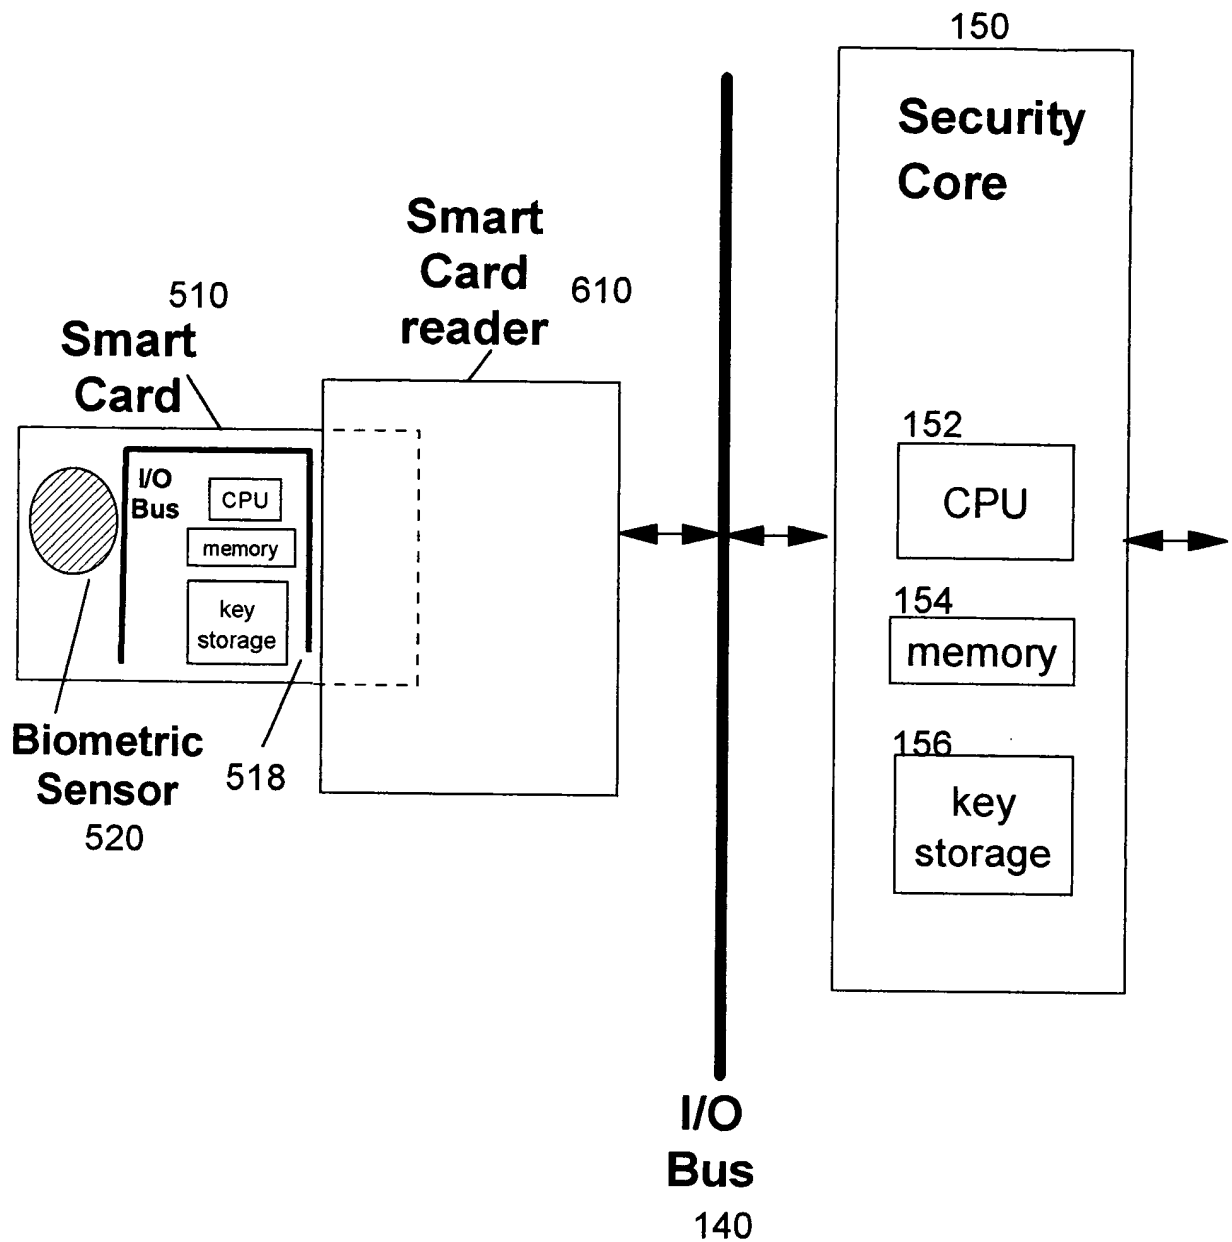 150
Security
Core
Smart
Card
reader
610
510
Smart
Card
I/O
Bus
CPU
memory
key
storage
Biometric
Sensor
520
518
152
CPU
154
memory
156
key
storage
I/O
Bus
140